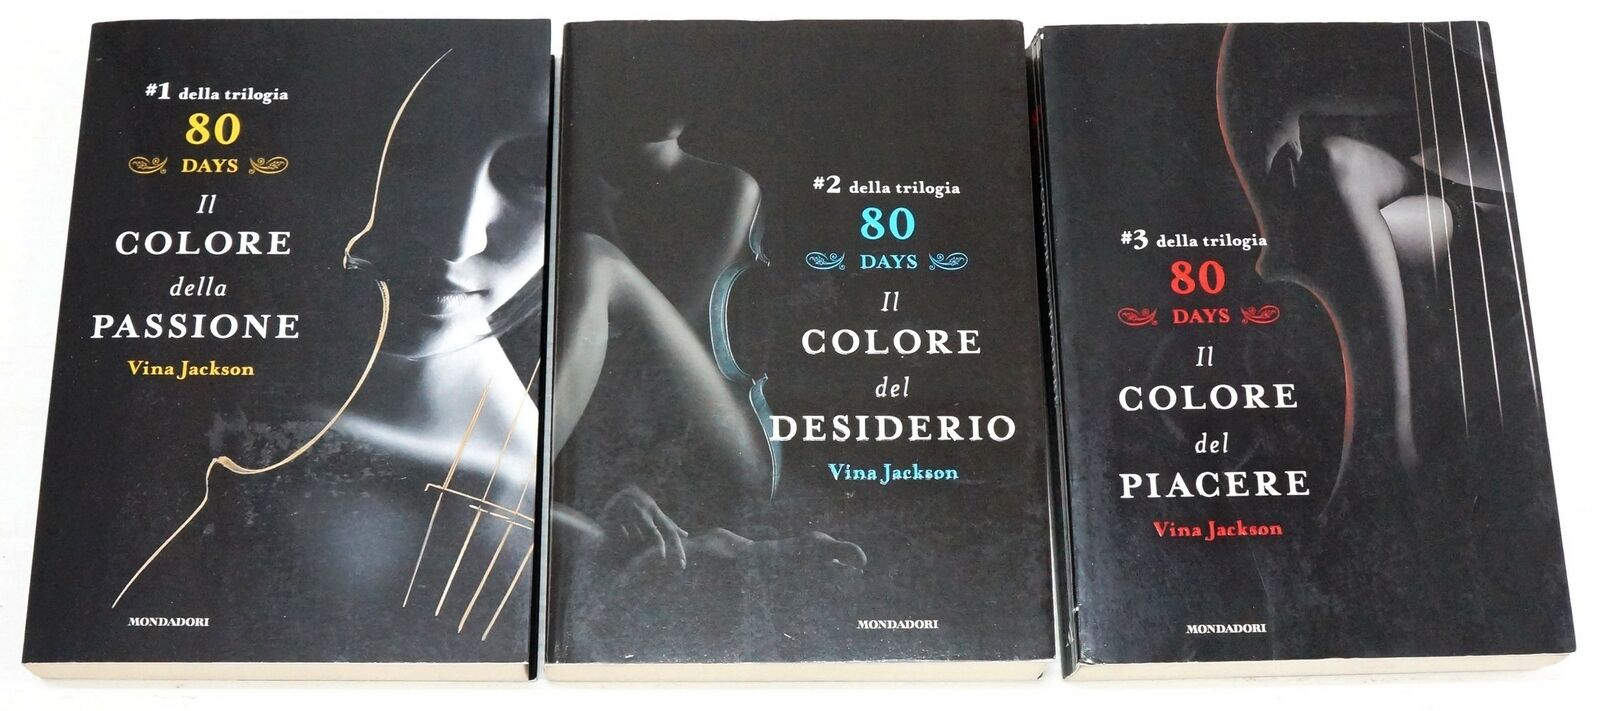 #1 della trilogia
80
DAYS
Il
COLORE
della
PASSIONE
Vina Jackson
MONDADORI
#2 della trilogia
80
DAYS
Il
COLORE
del
DESIDERIO
Vina Jackson
MONDADORI
#3 della trilogia
80
DAYS
Il
COLORE
del
PIACERE
Vina Jackson
MONDADORI